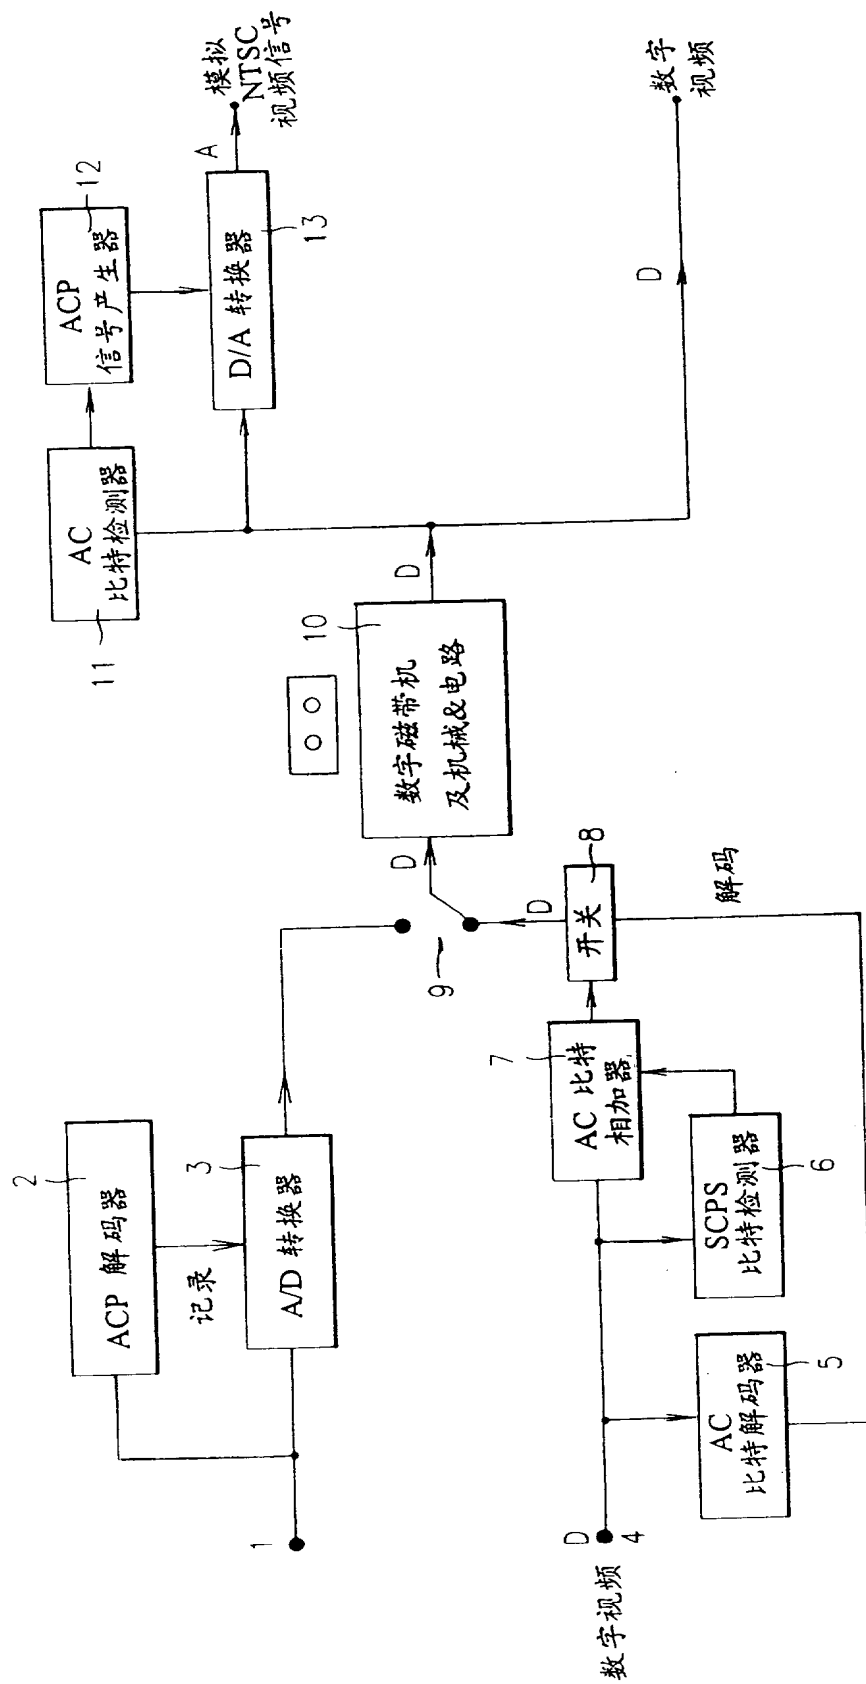 1
2
ACP 解码器
记录
3
A/D 转换器
数字视频
D
4
AC
比特解码器
5
SCPS
比特检测器
6
7
AC 比特
相加器
8
开关
解码
D
9
D
10
数字磁带机
及机械&电路
D
11
AC
比特检测器
12
ACP
信号产生器
13
D/A 转换器
A
模拟
NTSC
视频信号
D
数字
视频